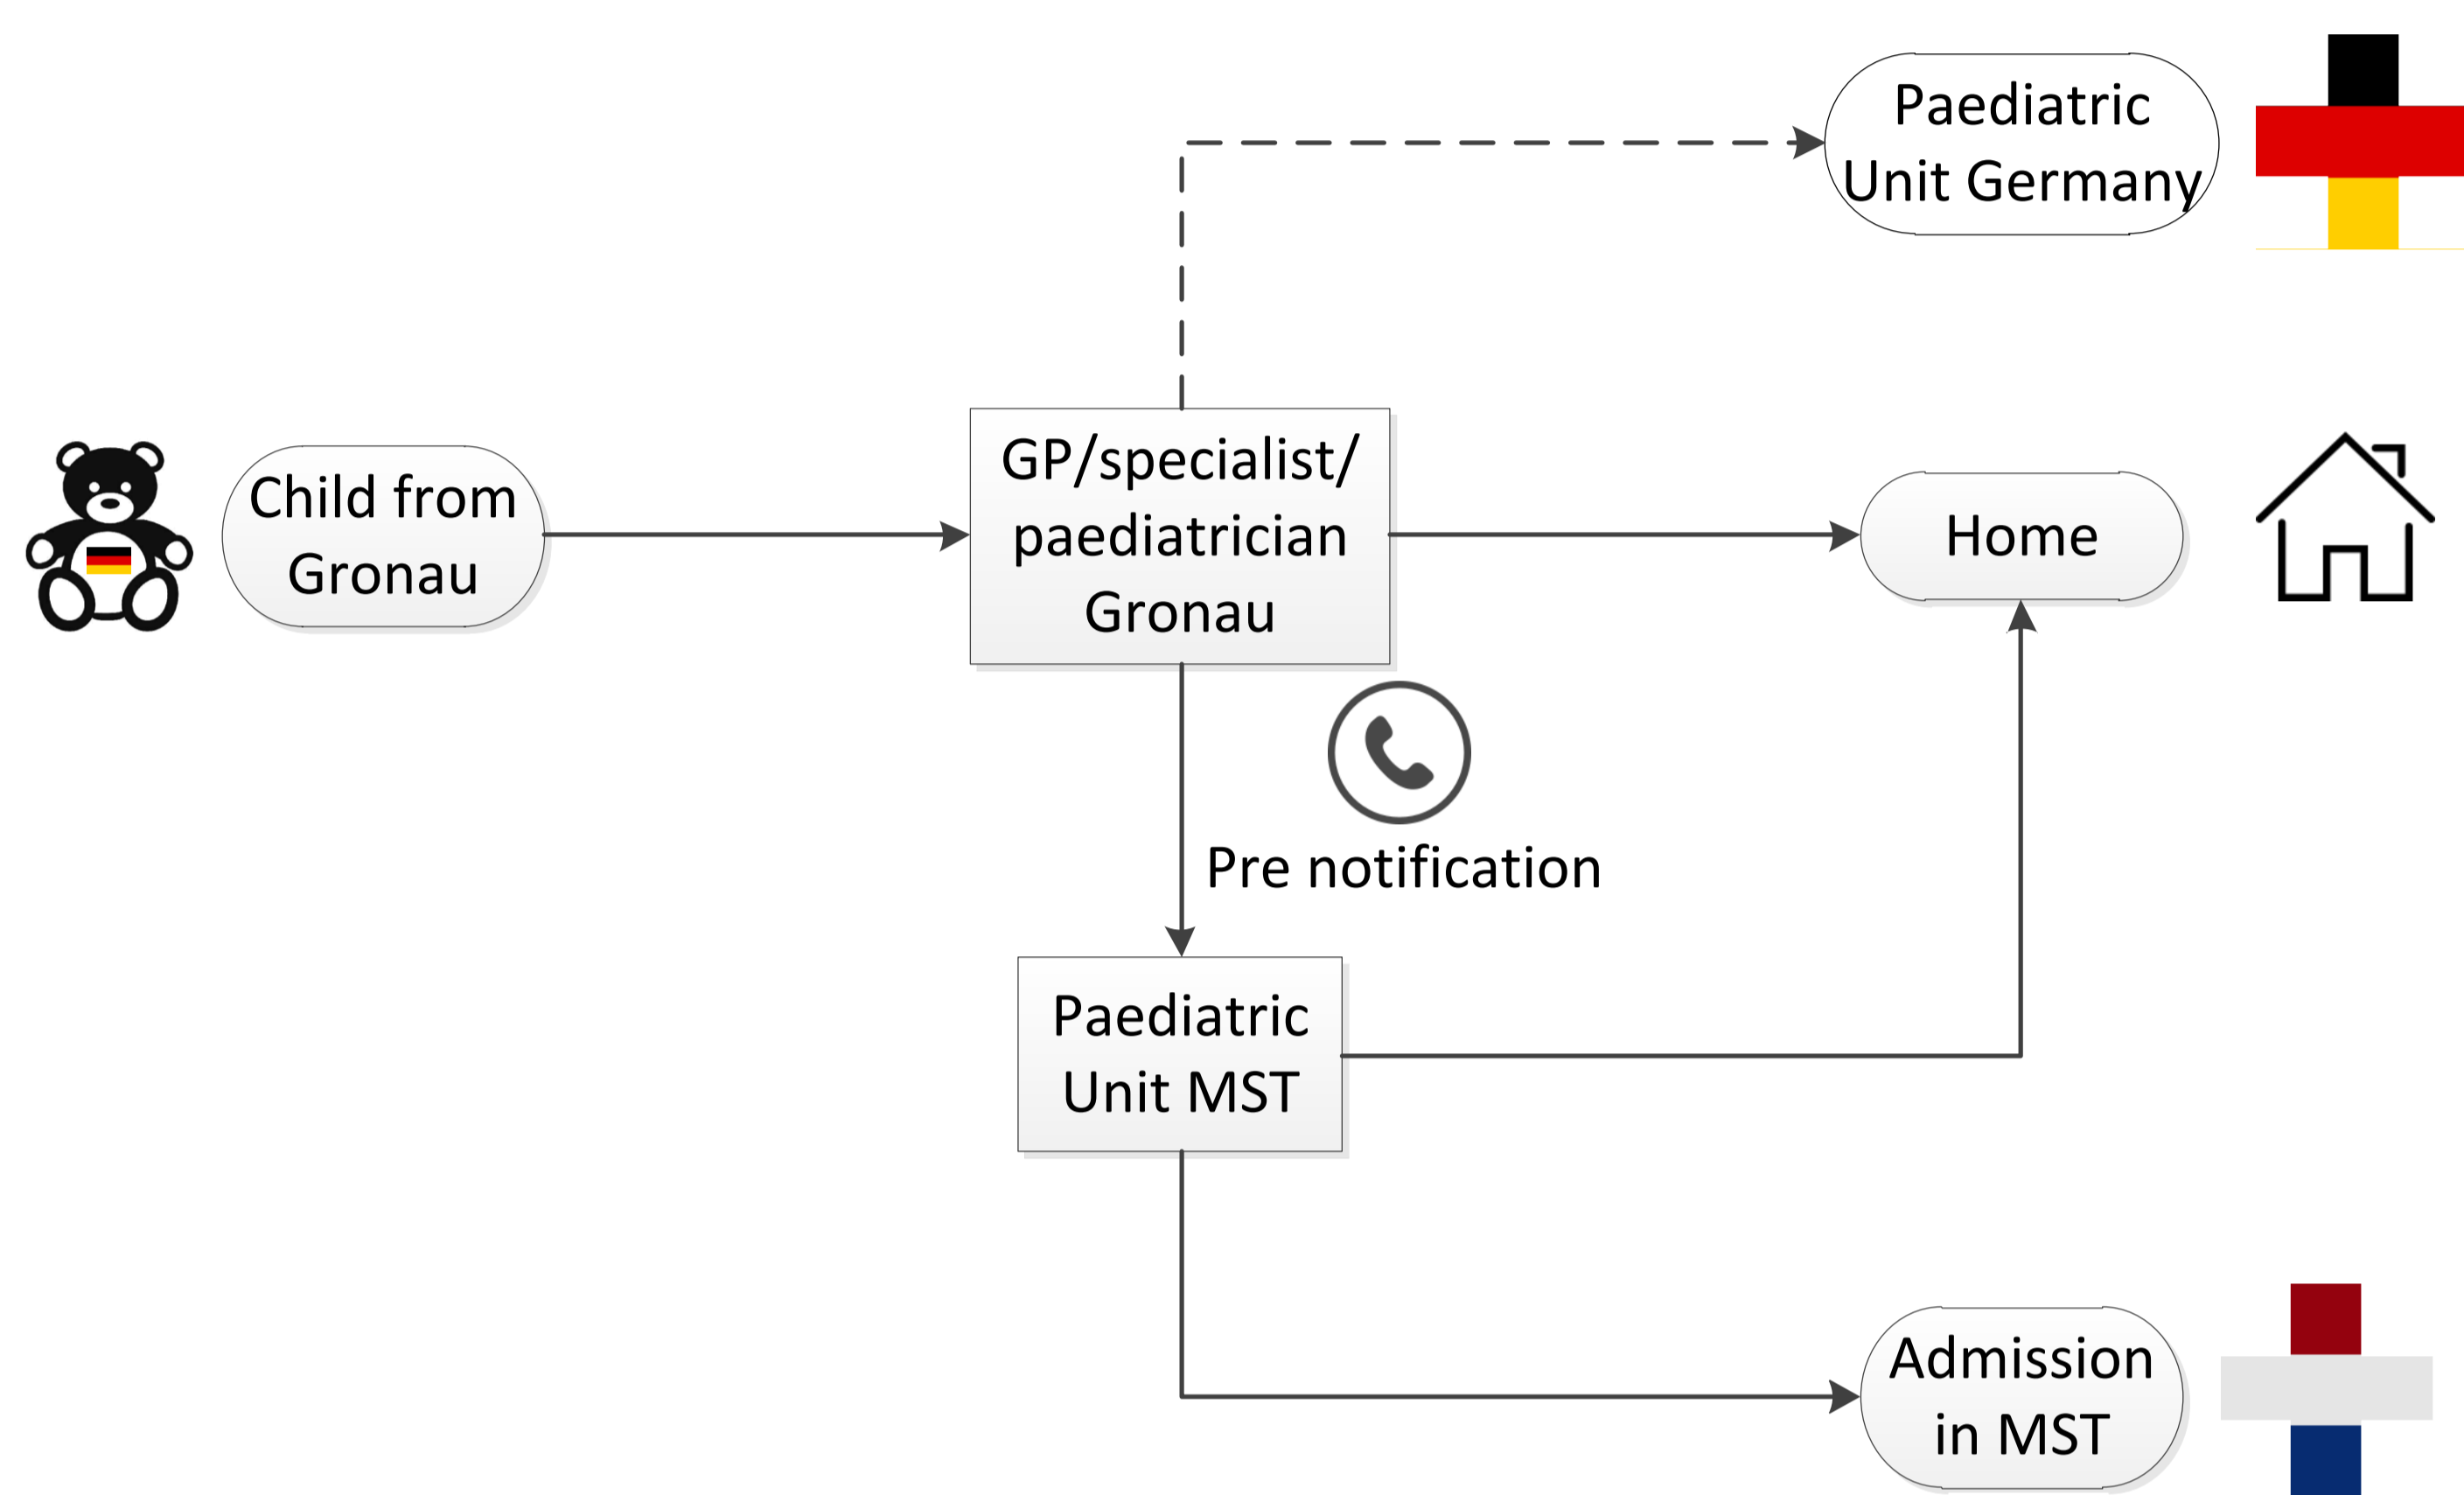 Paediatric
Unit Germany
Child from
Gronau
GP/specialist/
paediatrician
Gronau
Home
Pre notification
Paediatric
Unit MST
Admission
in MST